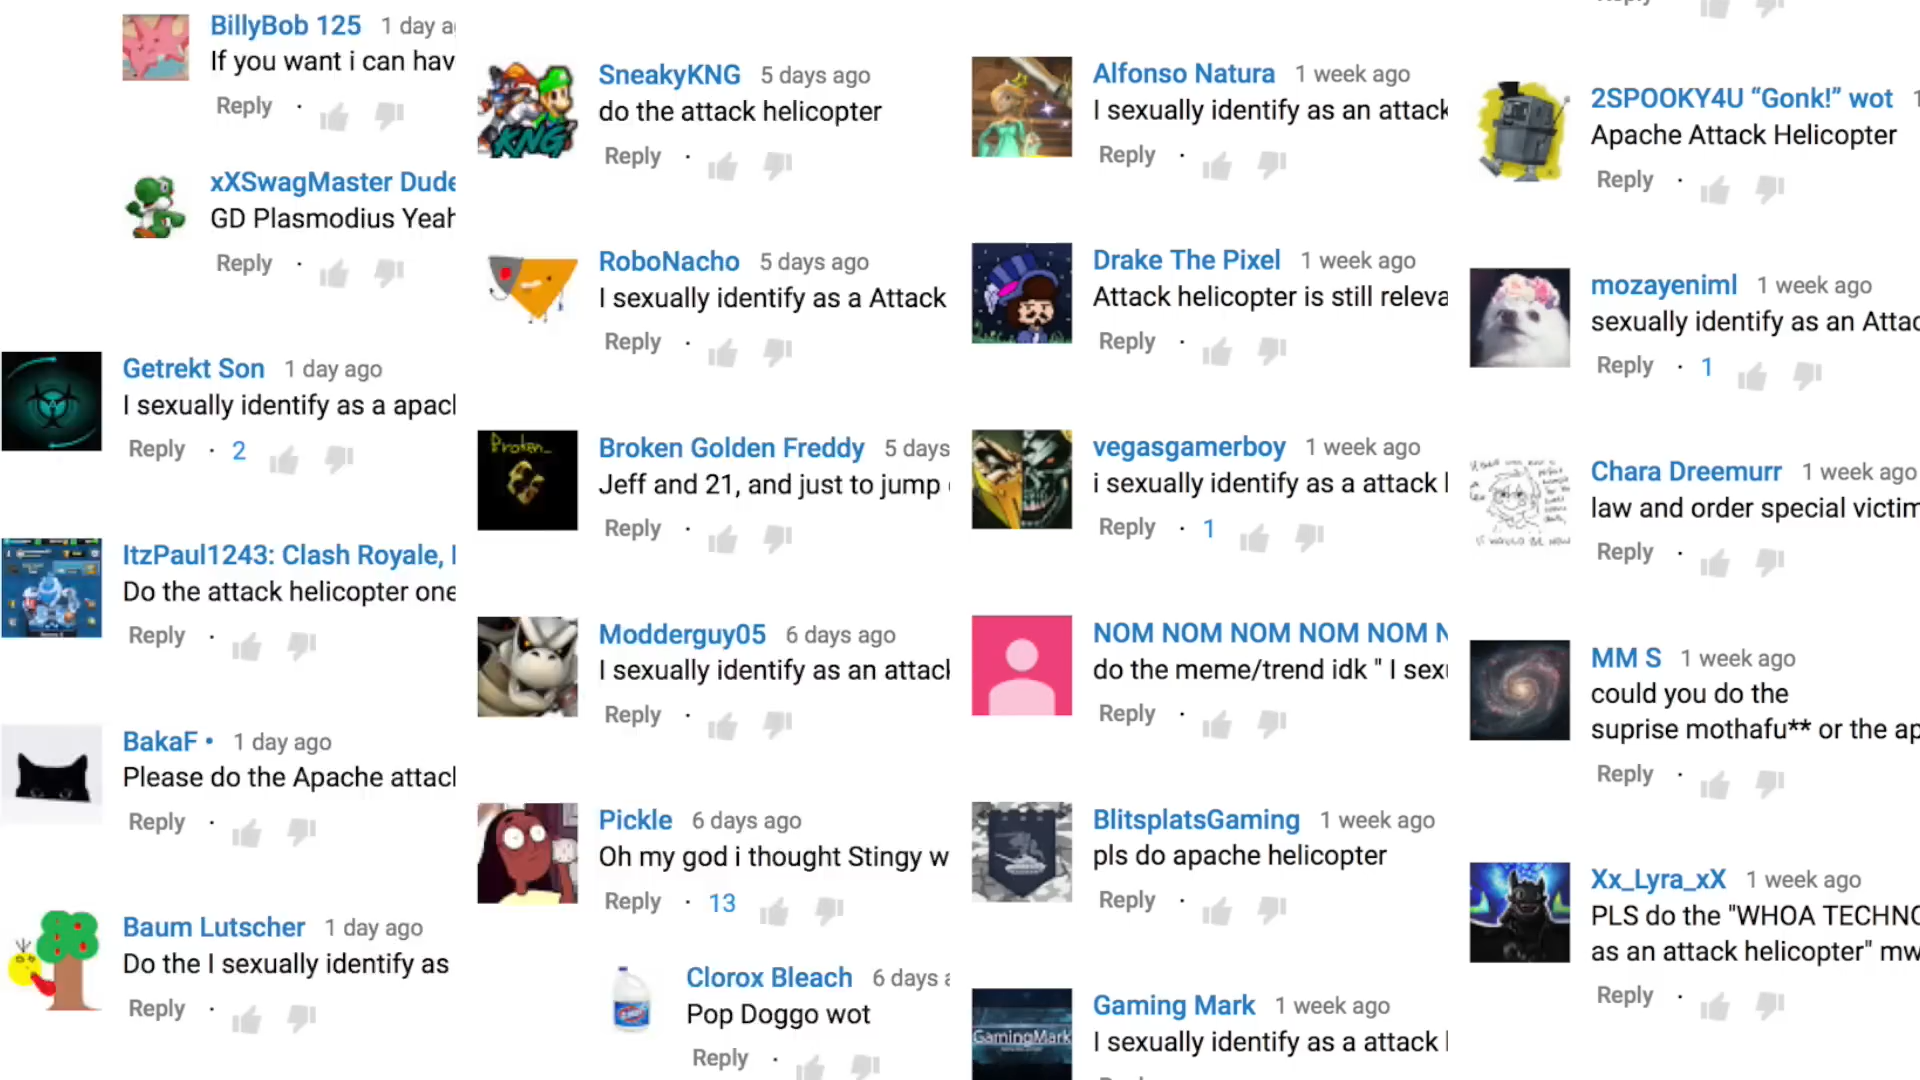 BillyBob 125 1 day
If you want i can hav
Reply
xXSwagMaster Dude
GD Plasmodius Yeah
Reply
Getrekt Son 1 day ago
I sexually identify as a
Reply · 2
ItzPaul1243: Clash Royale,
Do the attack helicopter one
Reply
BakaF • 1 day ago
Please do the Apache
Reply
Baum Lutscher 1 day ago
Do the I sexually identify as
Reply
SneakyKNG 5 days ago
do the attack helicopter
Reply
KNG
RoboNacho 5 days ago
I sexually identify as a Attack
Reply
Broken_
Broken Golden Freddy 5 days
Jeff and 21, and just to jump
Reply
Modderguy05 6 days ago
I sexually identify as an attack
Reply
Pickle 6 days ago
Oh my god i thought Stingy w
Reply · 13
Clorox Bleach 6 days
Pop Doggo wot
Reply
Alfonso Natura 1 week ago
I sexually identify as an attack
Reply
Drake The Pixel 1 week ago
Attack helicopter is still releva
Reply
vegasgamerboy 1 week ago
i sexually identify as a attack
Reply · 1
NOM NOM NOM NOM NOM N
do the meme/trend idk " I sex
Reply
BlitsplatsGaming 1 week ago
pls do apache helicopter
Reply
GamingMark
Gaming Mark 1 week ago
I sexually identify as a attack
2SPOOKY4U “Gonk!” wot 1
Apache Attack Helicopter
Reply
mozayeniml 1 week ago
sexually identify as an Attac
Reply · 1
Chara Dreemurr 1 week ago
law and order special victim
Reply
MM S 1 week ago
could you do the
suprise mothafu** or the ap
Reply
Xx_Lyra_xX 1 week ago
PLS do the "WHOA TECHNO
as an attack helicopter" mw
Reply